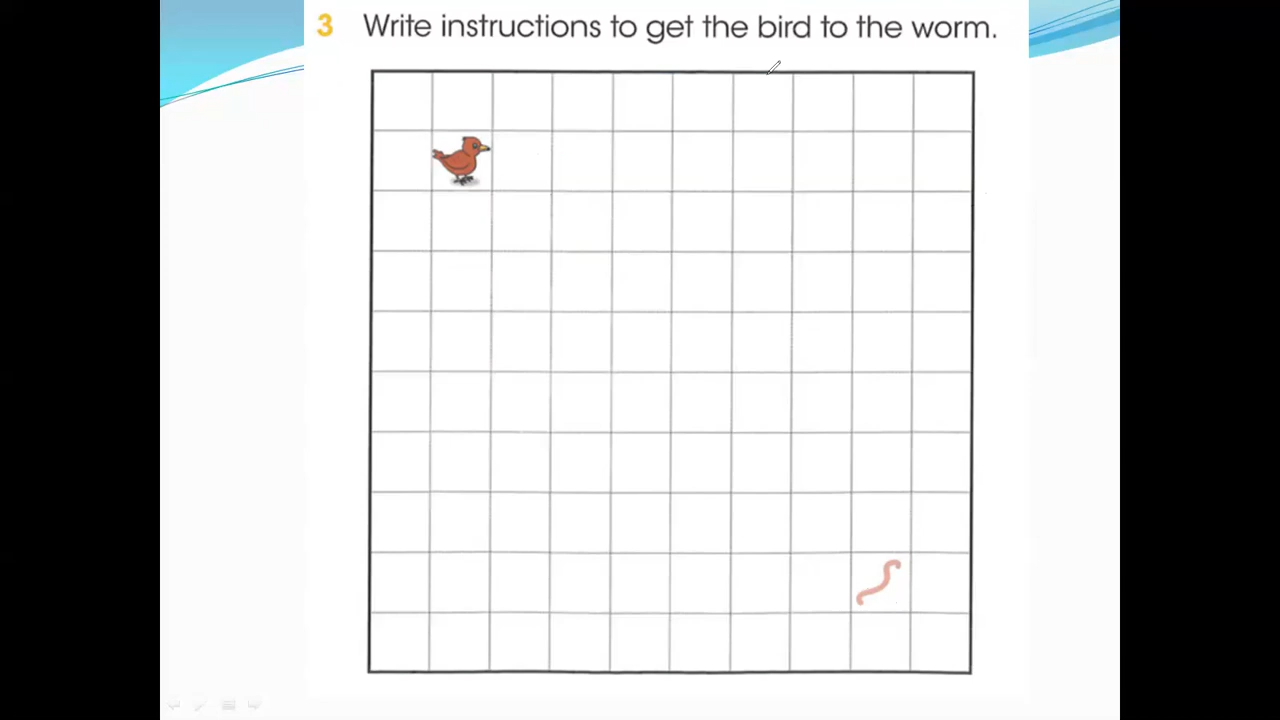 3 Write instructions to get the bird to the worm.